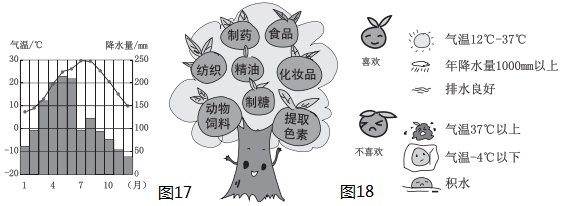 气温/℃ 降水量/mm
30 250
20 200
10 150
0 100
-10 50
-20 0
1 4 7 10 (月)
图17
制药
食品
纺织
精油
化妆品
动物
饲料
制糖
提取
色素
图18
喜欢
气温12℃-37℃
年降水量1000mm以上
排水良好
不喜欢
气温37℃以上
气温-4℃以下
积水